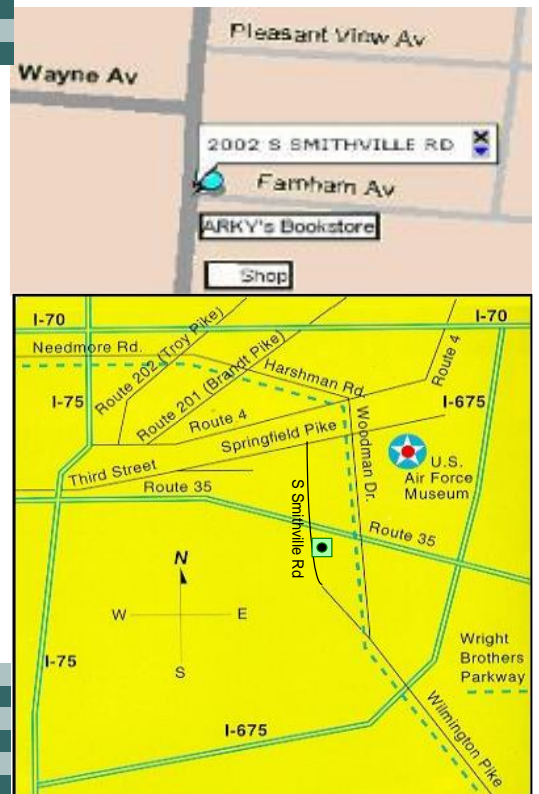 Pleasant View Av
Wayne Av
2002 S SMITHVILLE RD
Farnham Av
ARKY's Bookstore
Shop
I-70
I-70
Needmore Rd.
Route 202 (Troy Pike)
Route 201 (Brandt Pike)
Harshman Rd.
Route 4
I-75
I-675
Route 4
Springfield Pike
Woodman Dr.
U.S.
Air Force
Museum
Third Street
Route 35
S Smithville Rd
Route 35
N
W
E
S
I-75
Wright
Brothers
Parkway
I-675
Wilmington Pike